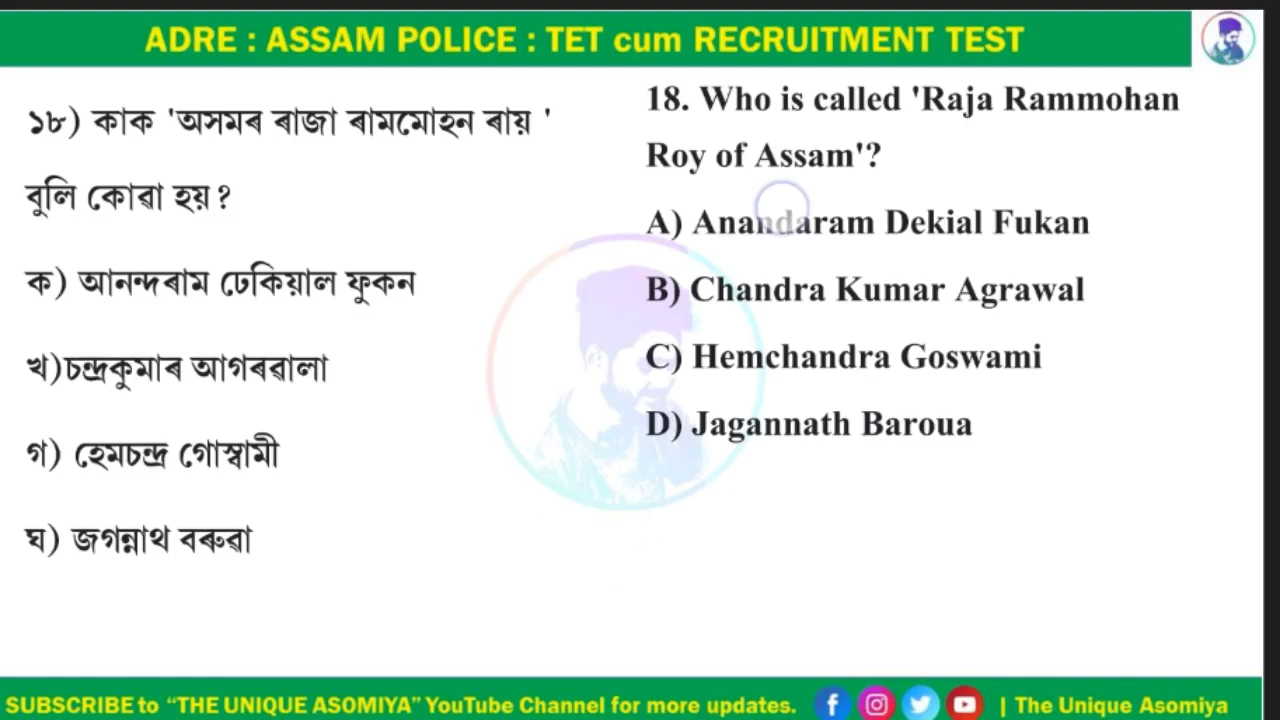 ADRE : ASSAM POLICE : TET cum RECRUITMENT TEST
১৮) কাক 'অসমৰ ৰাজা ৰামমোহন ৰায় '
বুলি কোৱা হয়?
ক) আনন্দৰাম ঢেকিয়াল ফুকন
খ)চন্দ্ৰকুমাৰ আগৰৱালা
গ) হেমচন্দ্ৰ গোস্বামী
ঘ) জগন্নাথ বৰুৱা
18. Who is called 'Raja Rammohan
Roy of Assam'?
A) Anandaram Dekial Fukan
B) Chandra Kumar Agrawal
C) Hemchandra Goswami
D) Jagannath Baroua
SUBSCRIBE to “THE UNIQUE ASOMIYA” YouTube Channel for more updates. | The Unique Asomiya